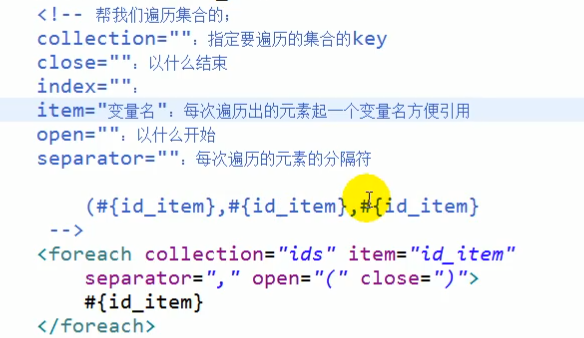 <!-- 帮我们遍历集合的;
collection="": 指定要遍历的集合的key
close="": 以什么结束
index="":
item="变量名": 每次遍历出的元素起一个变量名方便引用
open="": 以什么开始
separator="": 每次遍历的元素的分隔符
(#{id_item},#{id_item},#{id_item}
-->
<foreach collection="ids" item="id_item"
separator="," open="(" close=")">
#{id_item}
</foreach>